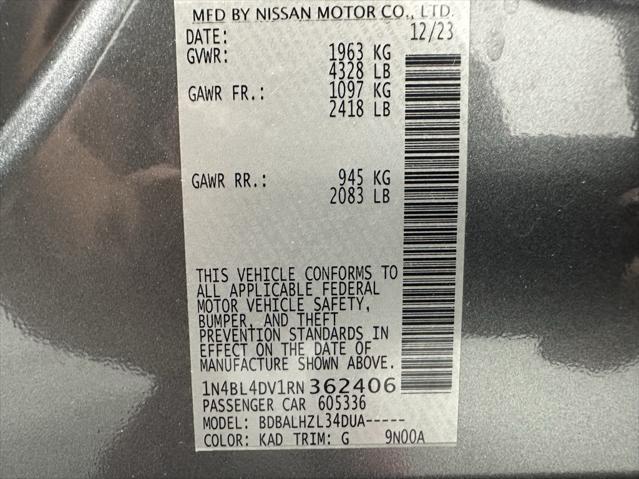 MFD BY NISSAN MOTOR CO., LTD.
DATE: 12/23
GVWR: 1963 KG
4328 LB
GAWR FR.: 1097 KG
2418 LB
GAWR RR.: 945 KG
2083 LB
THIS VEHICLE CONFORMS TO
ALL APPLICABLE FEDERAL
MOTOR VEHICLE SAFETY,
BUMPER, AND THEFT
PREVENTION STANDARDS IN
EFFECT ON THE DATE OF
MANUFACTURE SHOWN ABOVE.
1N4BL4DV1RN362406
PASSENGER CAR 605336
MODEL: BDBALHZL34DUA-----
COLOR: KAD TRIM: G 9N00A